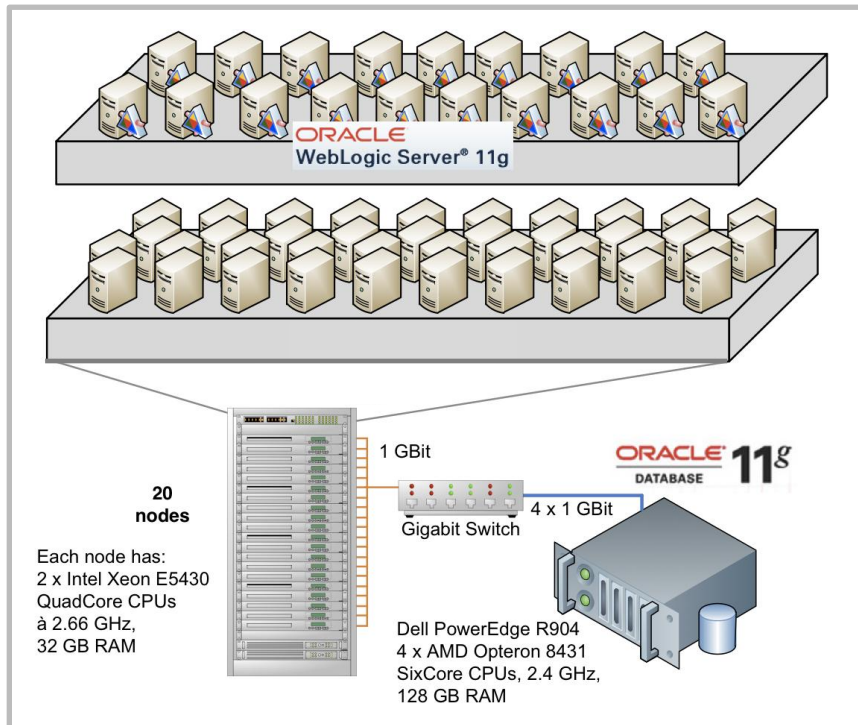 ORACLE
WebLogic Server® 11g
1 GBit
ORACLE®
DATABASE
11g
20
nodes
Gigabit Switch
4 x 1 GBit
Each node has:
2 x Intel Xeon E5430
QuadCore CPUs
à 2.66 GHz,
32 GB RAM
Dell PowerEdge R904
4 x AMD Opteron 8431
SixCore CPUs, 2.4 GHz,
128 GB RAM